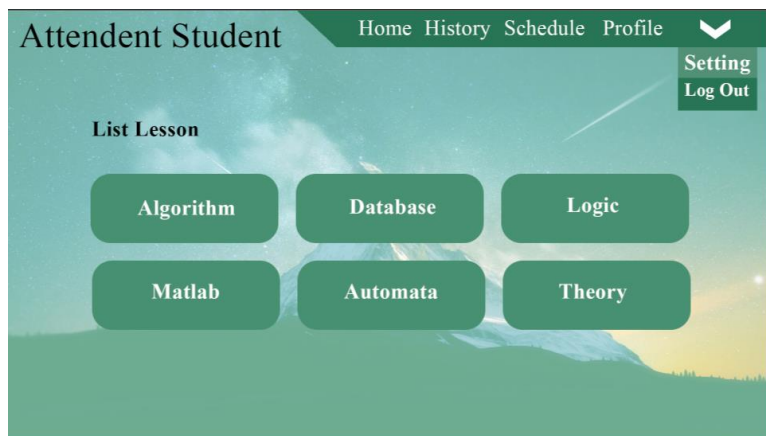 Attendent Student
Home History Schedule Profile
Setting
Log Out
List Lesson
Algorithm Database Logic
Matlab Automata Theory